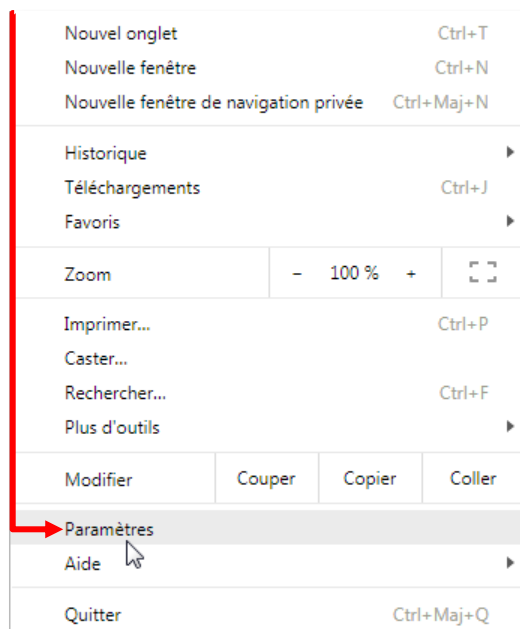 Nouvel onglet Ctrl+T
Nouvelle fenêtre Ctrl+N
Nouvelle fenêtre de navigation privée Ctrl+Maj+N
Historique
Téléchargements Ctrl+J
Favoris
Zoom - 100 % +
Imprimer... Ctrl+P
Caster...
Rechercher... Ctrl+F
Plus d'outils
Modifier Couper Copier Coller
Paramètres
Aide
Quitter Ctrl+Maj+Q